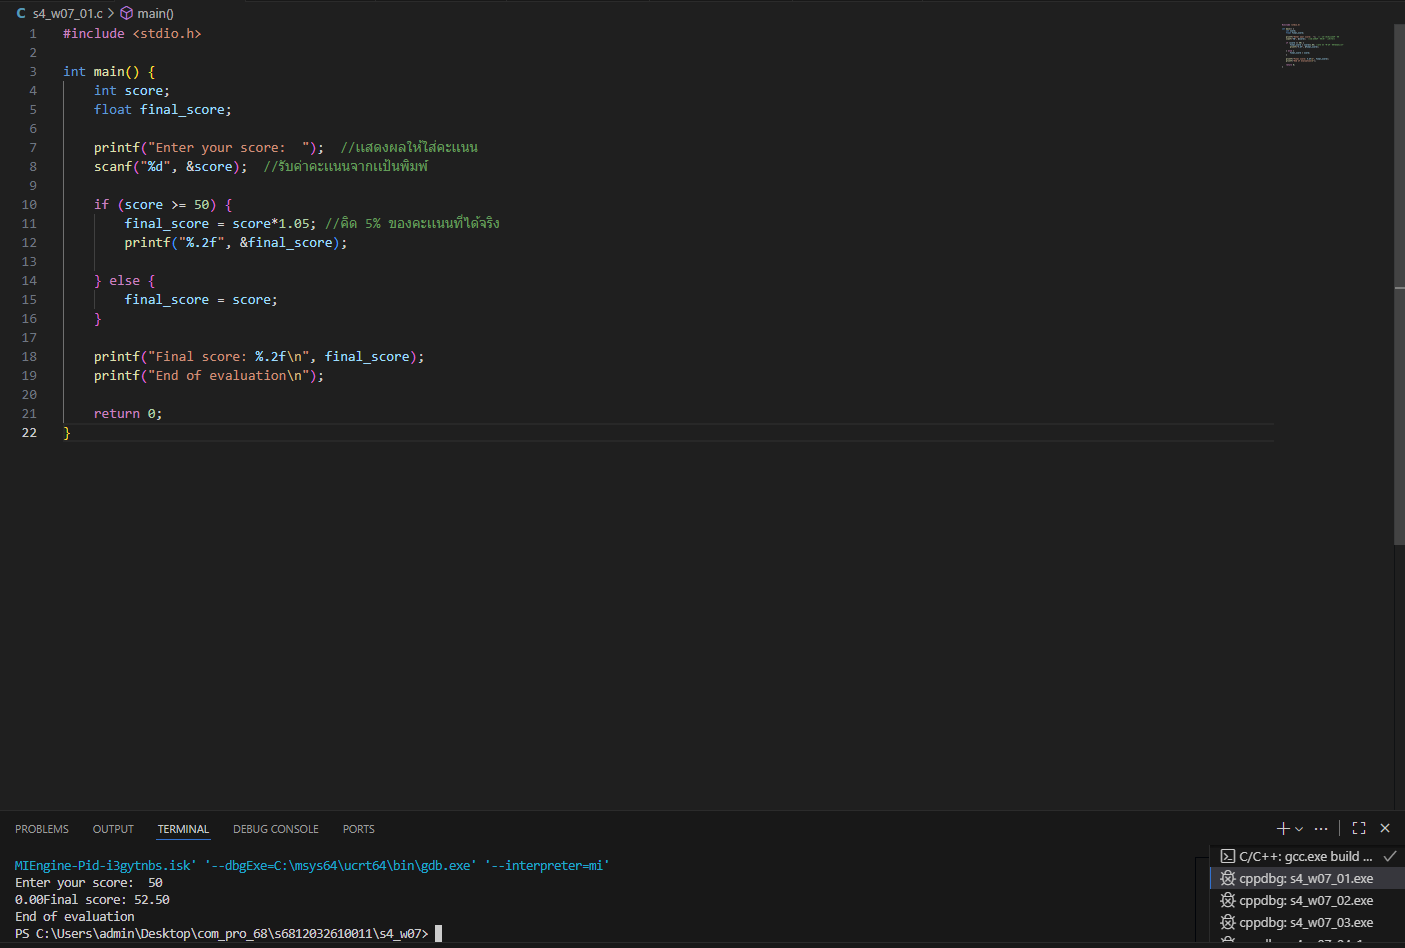 s4_w07_01.c > main()
1 #include <stdio.h>
2
3 int main() {
4 int score;
5 float final_score;
6
7 printf("Enter your score:  ");  //แสดงผลให้ใส่คะแนน
8 scanf("%d", &score);  //รับค่าคะแนนจากแป้นพิมพ์
9
10 if (score >= 50) {
11 final_score = score*1.05; //คิด 5% ของคะแนนที่ได้จริง
12 printf("%.2f", &final_score);
13
14 } else {
15 final_score = score;
16 }
17
18 printf("Final score: %.2f\n", final_score);
19 printf("End of evaluation\n");
20
21 return 0;
22 }
PROBLEMS OUTPUT TERMINAL DEBUG CONSOLE PORTS
MIEngine-Pid-i3gytnbs.isk' '--dbgExe=C:\msys64\ucrt64\bin\gdb.exe' '--interpreter=mi'
Enter your score:  50
0.00Final score: 52.50
End of evaluation
PS C:\Users\admin\Desktop\com_pro_68\s6812032610011\s4_w07>
C/C++: gcc.exe build ...
cppdbg: s4_w07_01.exe
cppdbg: s4_w07_02.exe
cppdbg: s4_w07_03.exe